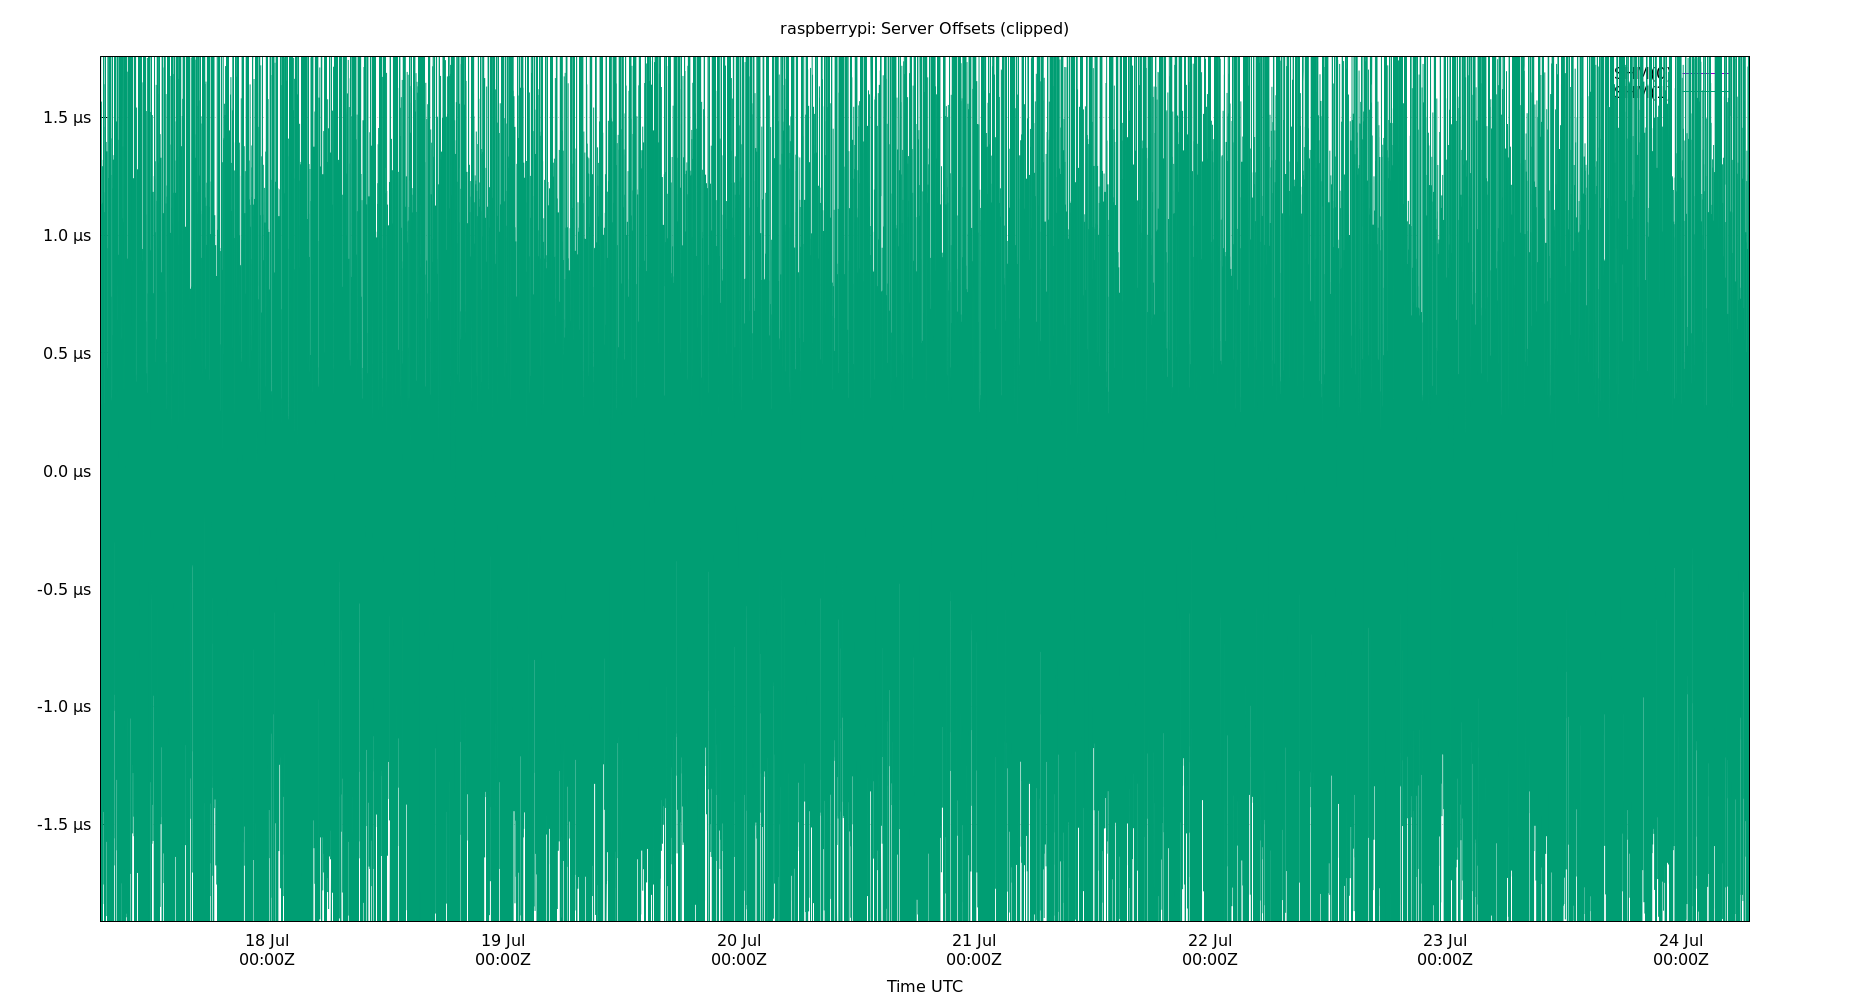 raspberrypi: Server Offsets (clipped)
1.5 µs
1.0 µs
0.5 µs
0.0 µs
-0.5 µs
-1.0 µs
-1.5 µs
18 Jul
00:00Z
19 Jul
00:00Z
20 Jul
00:00Z
21 Jul
00:00Z
22 Jul
00:00Z
23 Jul
00:00Z
24 Jul
00:00Z
Time UTC